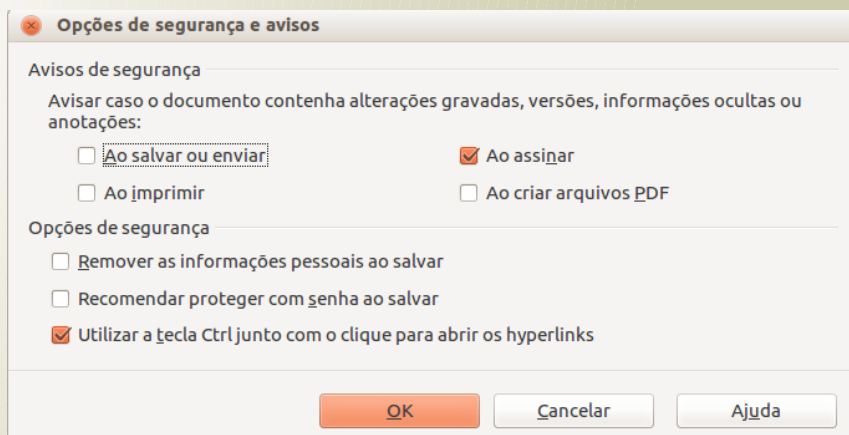 Opções de segurança e avisos
Avisos de segurança
Avisar caso o documento contenha alterações gravadas, versões, informações ocultas ou
anotações:
Ao salvar ou enviar
Ao assinar
Ao imprimir
Ao criar arquivos PDF
Opções de segurança
Remover as informações pessoais ao salvar
Recomendar proteger com senha ao salvar
Utilizar a tecla Ctrl junto com o clique para abrir os hyperlinks
OK
Cancelar
Ajuda